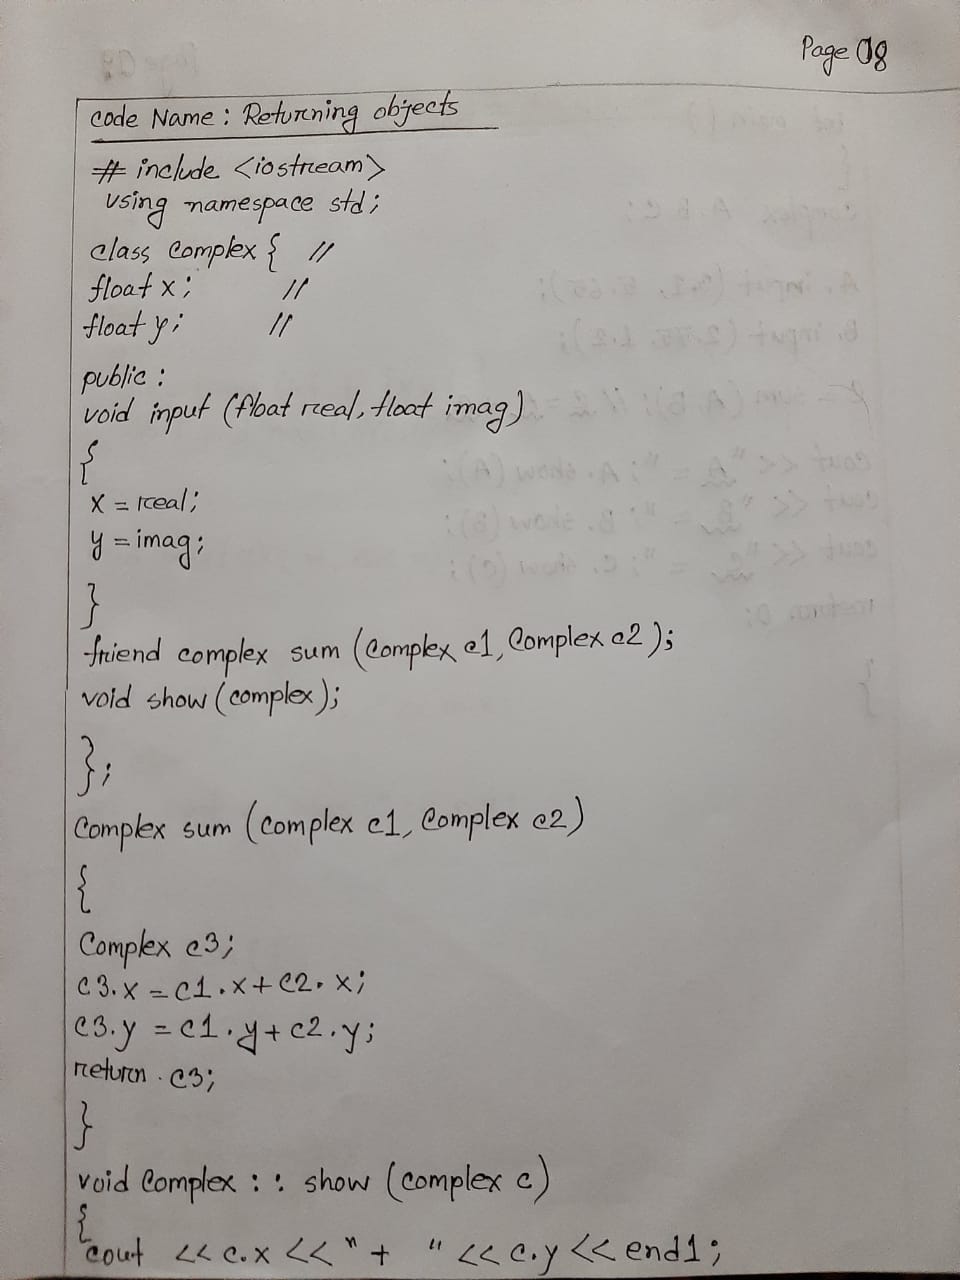 Page 08
Code Name : Returning objects
# include <iostream>
using namespace std;
class Complex { //
float x; //
float y; //
public :
void input (float real, float imag)
{
x = real;
y = imag;
}
friend complex sum (Complex c1, Complex c2);
void show (complex);
};
Complex sum (complex c1, Complex c2)
{
Complex c3;
c3.x = c1.x + c2.x;
c3.y = c1.y + c2.y;
return c3;
}
void Complex : : show (complex c)
{
cout << c.x << " + " << c.y << end1;